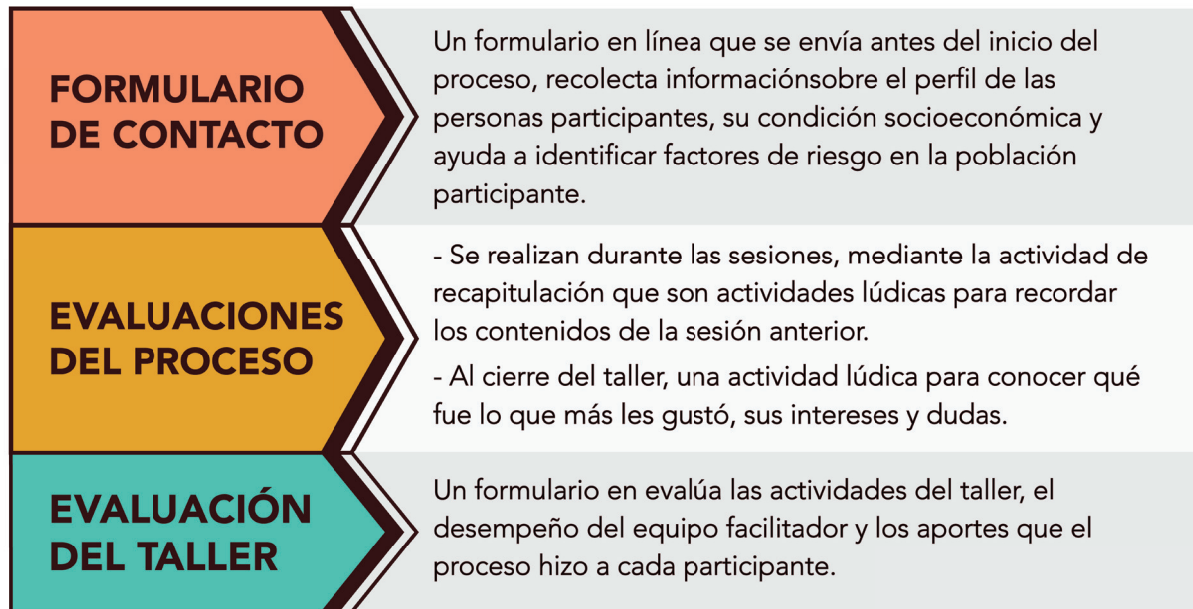 FORMULARIO
DE CONTACTO
Un formulario en línea que se envía antes del inicio del
proceso, recolecta informaciónsobre el perfil de las
personas participantes, su condición socioeconómica y
ayuda a identificar factores de riesgo en la población
participante.
EVALUACIONES
DEL PROCESO
- Se realizan durante las sesiones, mediante la actividad de
recapitulación que son actividades lúdicas para recordar
los contenidos de la sesión anterior.
- Al cierre del taller, una actividad lúdica para conocer qué
fue lo que más les gustó, sus intereses y dudas.
EVALUACIÓN
DEL TALLER
Un formulario en evalúa las actividades del taller, el
desempeño del equipo facilitador y los aportes que el
proceso hizo a cada participante.